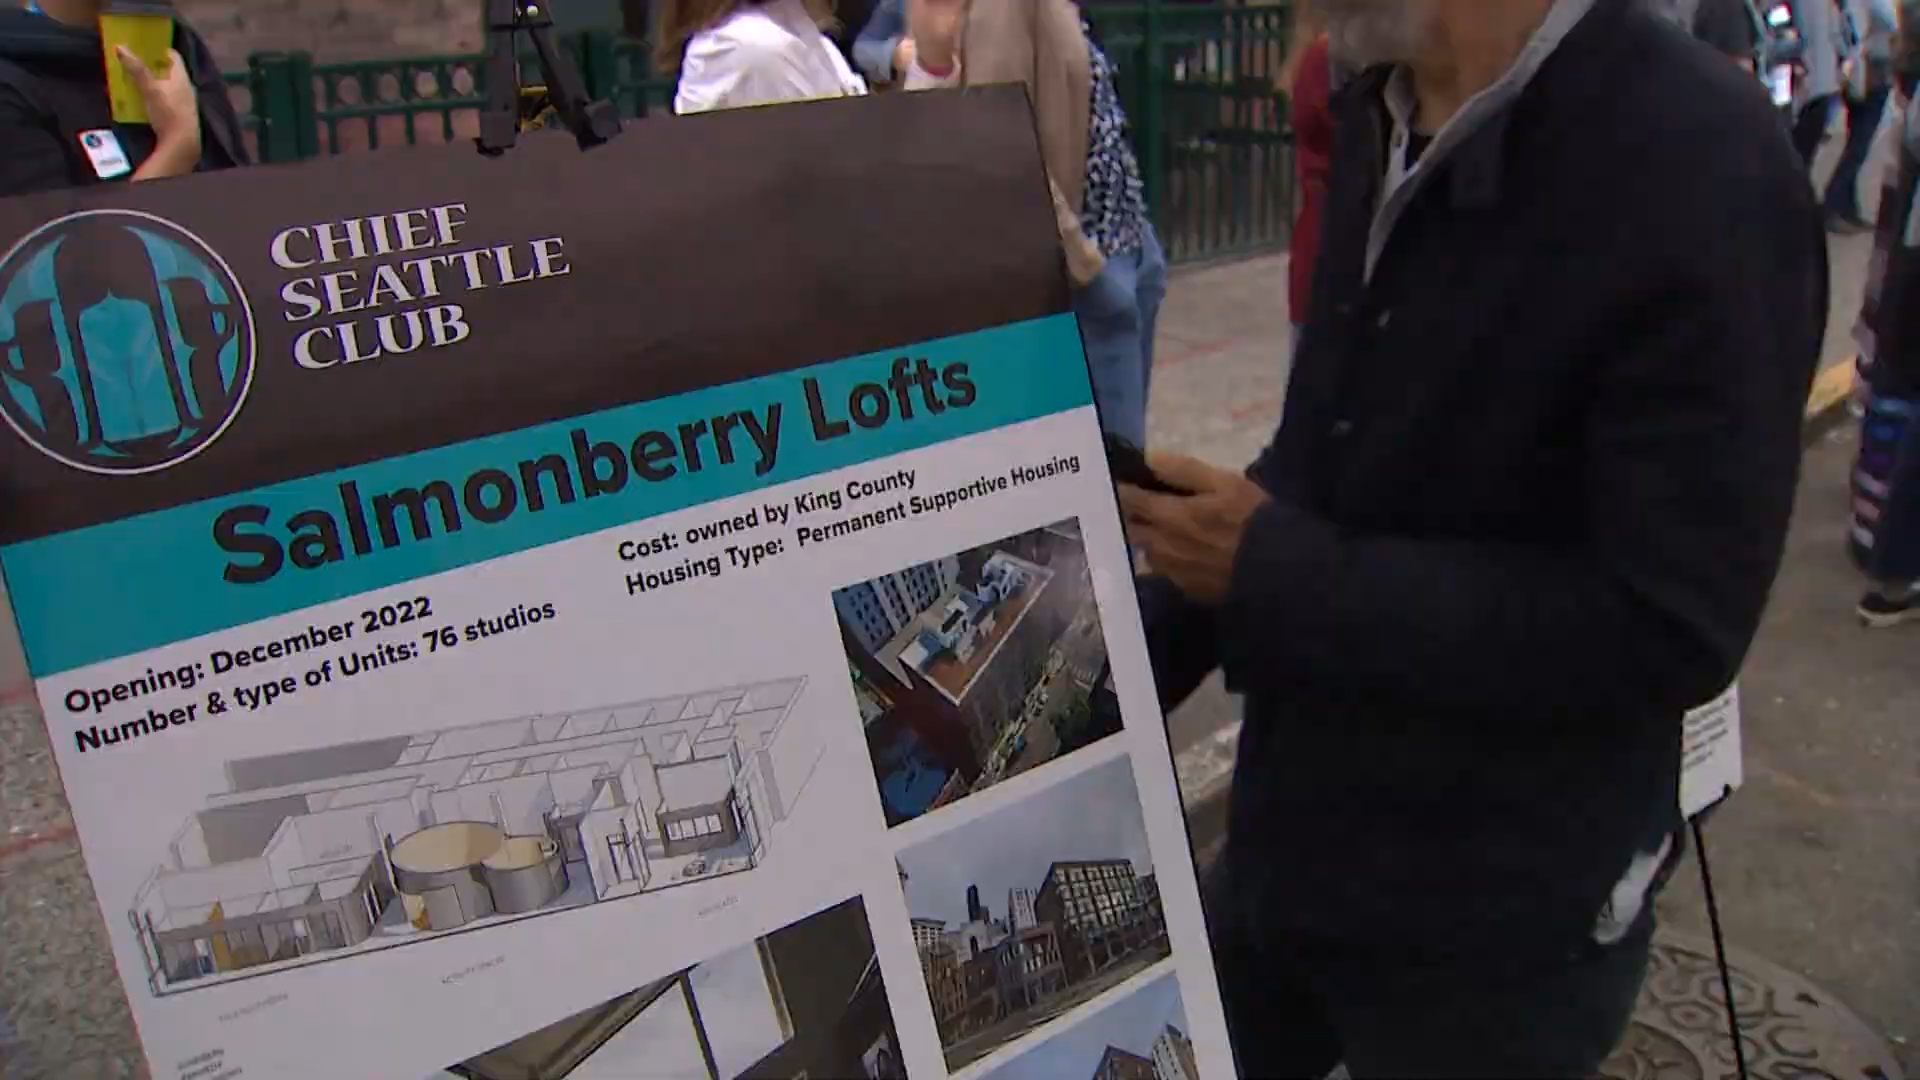 CHIEF
SEATTLE
CLUB
Salmonberry Lofts
Opening: December 2022
Number & type of Units: 76 studios
Cost: owned by King County
Housing Type: Permanent Supportive Housing